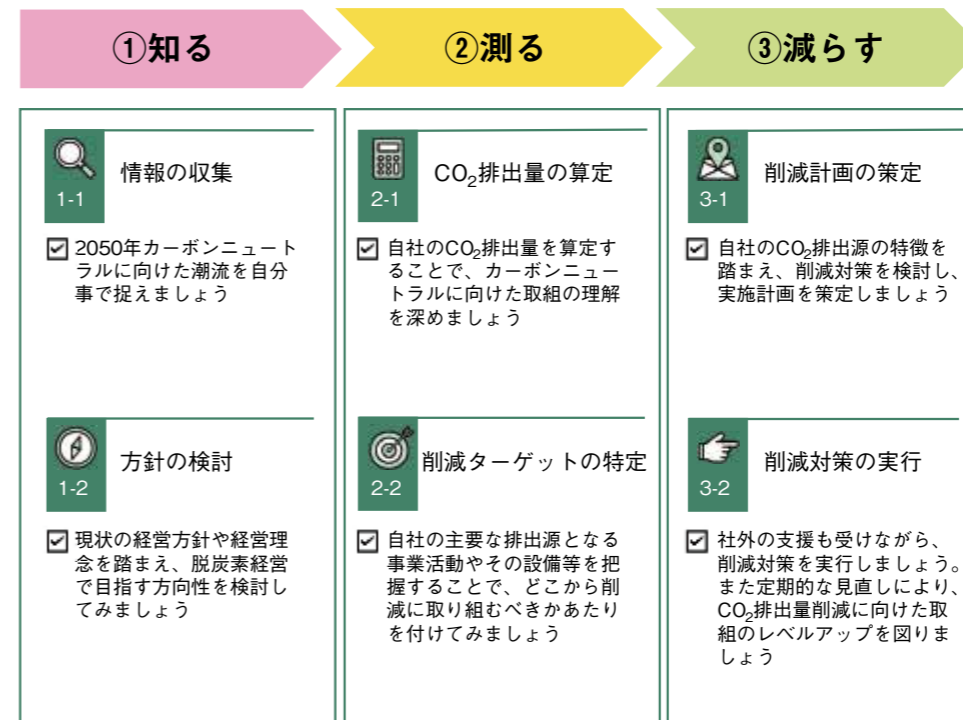 ①知る
②測る
③減らす
1-1
情報の収集
2050年カーボンニュート
ラルに向けた潮流を自分
事で捉えましょう
1-2
方針の検討
現状の経営方針や経営理
念を踏まえ、脱炭素経営
で目指す方向性を検討し
てみましょう
2-1
CO₂排出量の算定
自社のCO₂排出量を算定す
ることで、カーボンニュー
トラルに向けた取組の理解
を深めましょう
2-2
削減ターゲットの特定
自社の主要な排出源となる
事業活動やその設備等を把
握することで、どこから削
減に取り組むべきかあたり
を付けてみましょう
3-1
削減計画の策定
自社のCO₂排出源の特徴を
踏まえ、削減対策を検討し、
実施計画を策定しましょう
3-2
削減対策の実行
社外の支援も受けながら、
削減対策を実行しましょう。
また定期的な見直しにより、
CO₂排出量削減に向けた取
組のレベルアップを図りま
しょう